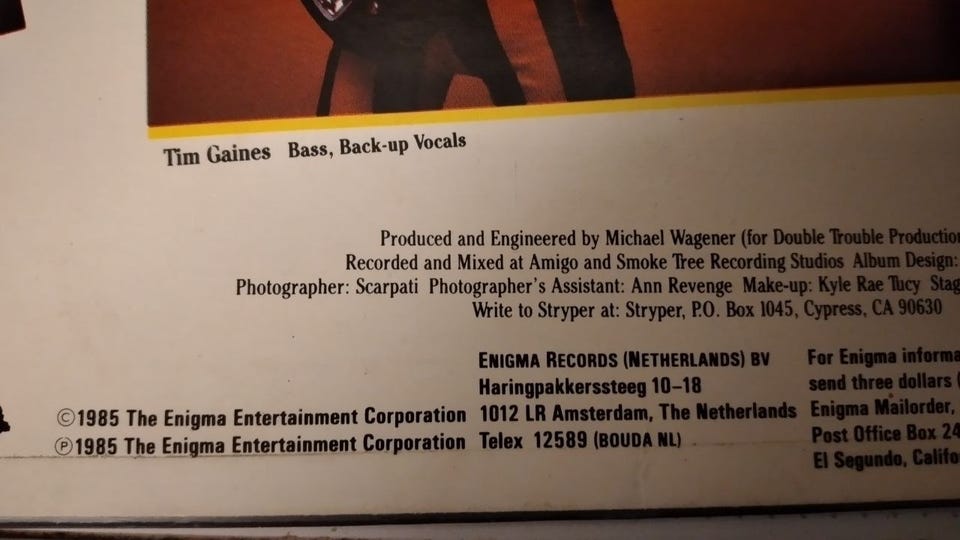 Tim Gaines Bass, Back-up Vocals
Produced and Engineered by Michael Wagener (for Double Trouble
Recorded and Mixed at Amigo and Smoke Tree Recording Studios Album Design:
Photographer: Scarpati Photographer's Assistant: Ann Revenge Make-up: Kyle Rae Tucy
Write to Stryper at: Stryper, P.O. Box 1045, Cypress, CA 90630
ENIGMA RECORDS (NETHERLANDS) BV
Haringpakkerssteeg 10–18
©1985 The Enigma Entertainment Corporation 1012 LR Amsterdam, The Netherlands
℗1985 The Enigma Entertainment Corporation Telex 12589 (BOUDA NL)
For Enigma
send three dollars
Enigma Mailorder,
Post Office Box
El Segundo,